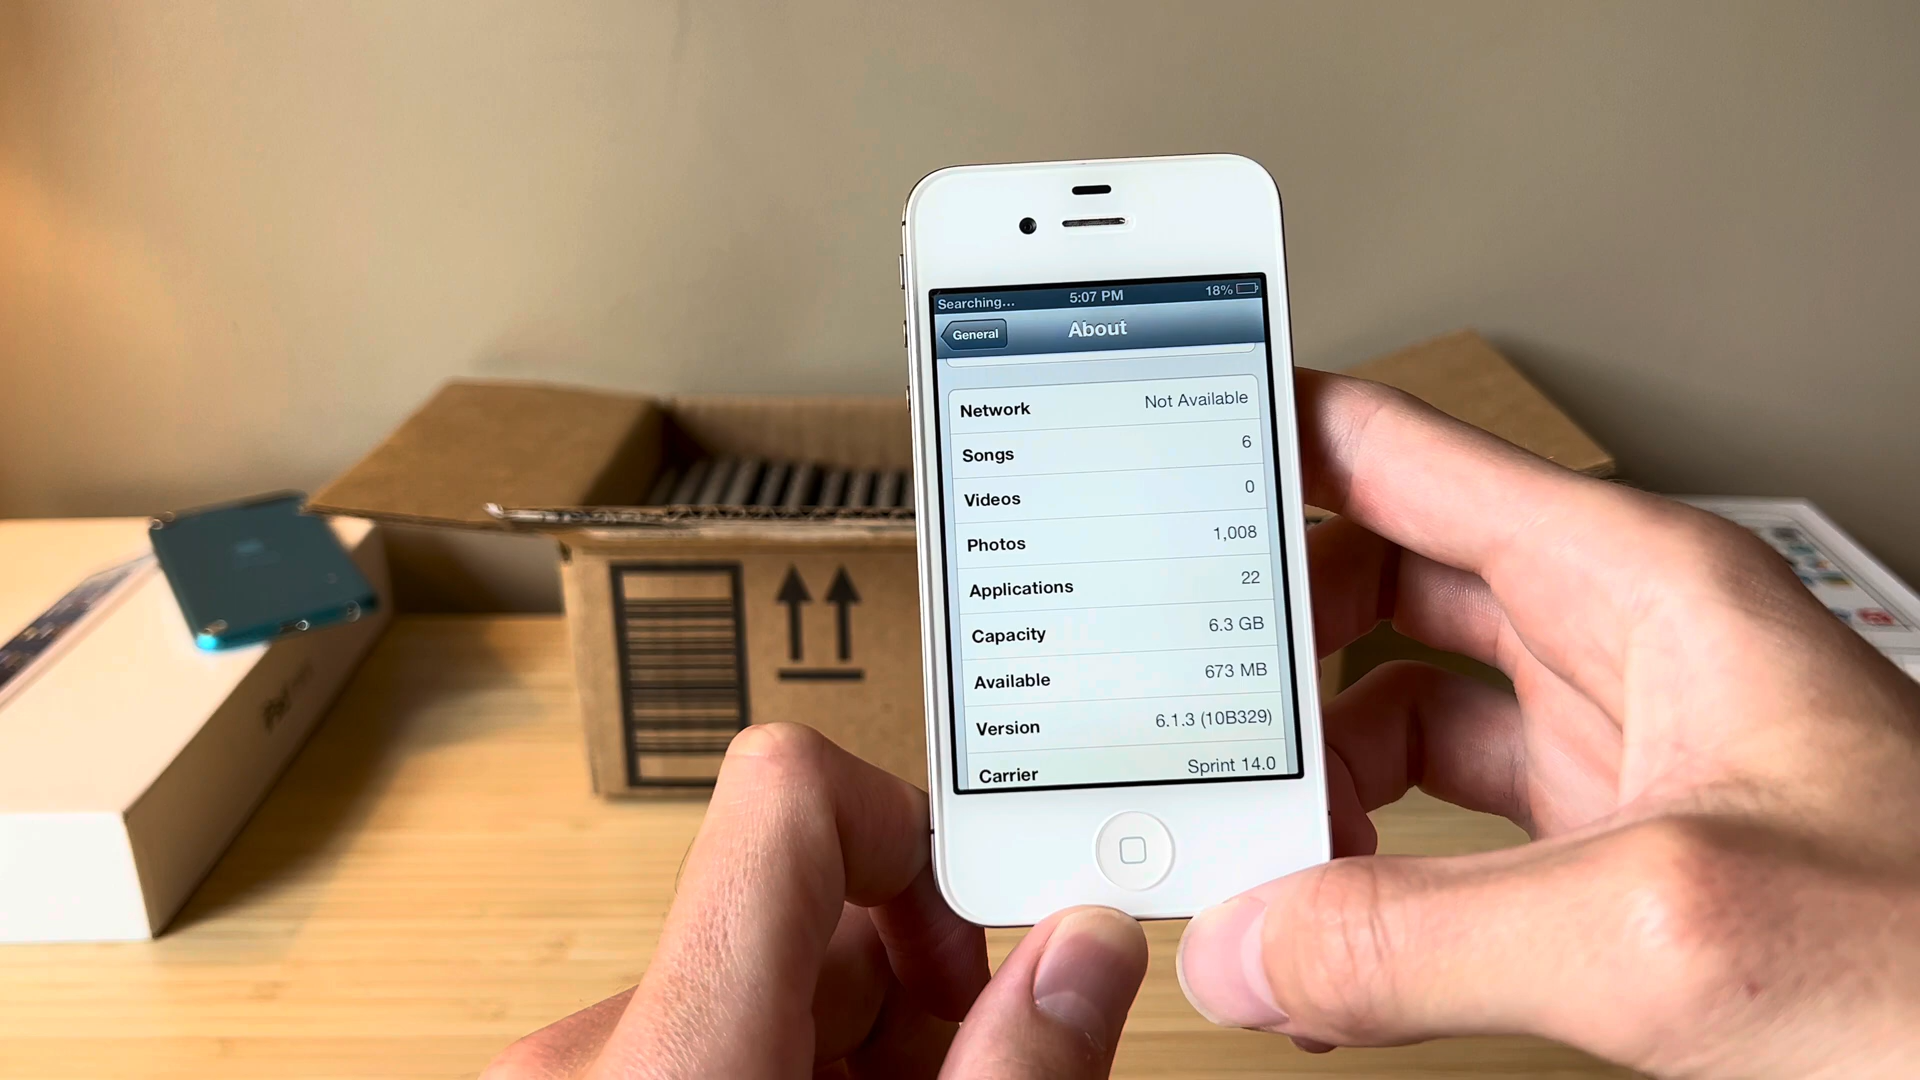 Searching... 5:07 PM 18%
General About
Network Not Available
Songs 6
Videos 0
Photos 1,008
Applications 22
Capacity 6.3 GB
Available 673 MB
Version 6.1.3 (10B329)
Carrier Sprint 14.0